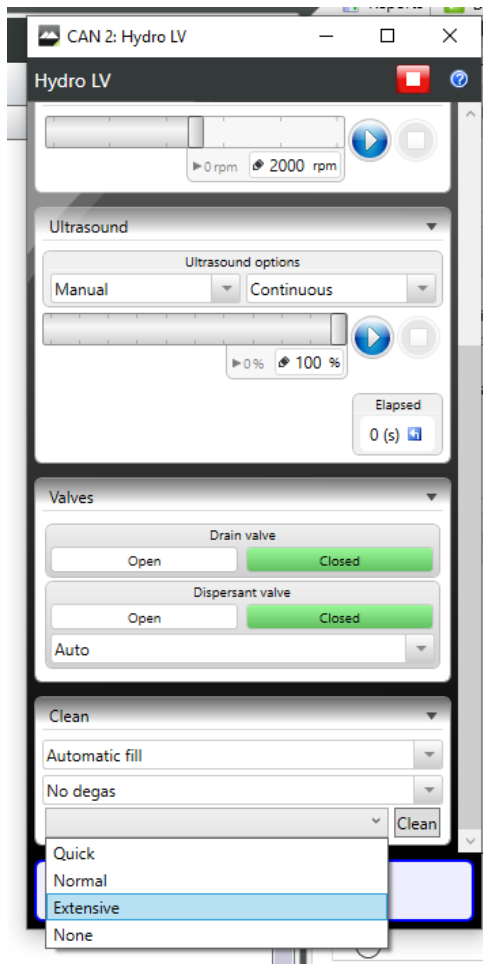 Reports
CAN 2: Hydro LV
Hydro LV
0 rpm 2000 rpm
Ultrasound
Ultrasound options
Manual Continuous
0% 100 %
Elapsed
0 (s)
Valves
Drain valve
Open Closed
Dispersant valve
Open Closed
Auto
Clean
Automatic fill
No degas
Clean
Quick
Normal
Extensive
None